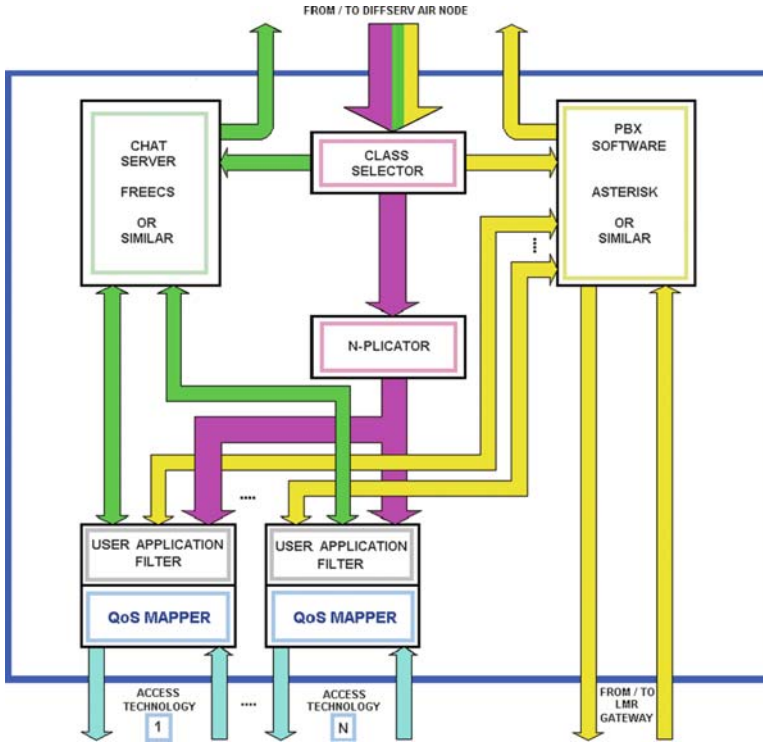 FROM / TO DIFFSERV AIR NODE
CHAT
SERVER
FREECS
OR
SIMILAR
CLASS
SELECTOR
PBX
SOFTWARE
ASTERISK
OR
SIMILAR
....
N-PLICATOR
....
USER APPLICATION
FILTER
USER APPLICATION
FILTER
QoS MAPPER
QoS MAPPER
ACCESS
TECHNOLOGY
1
....
ACCESS
TECHNOLOGY
N
FROM / TO
LMR
GATEWAY